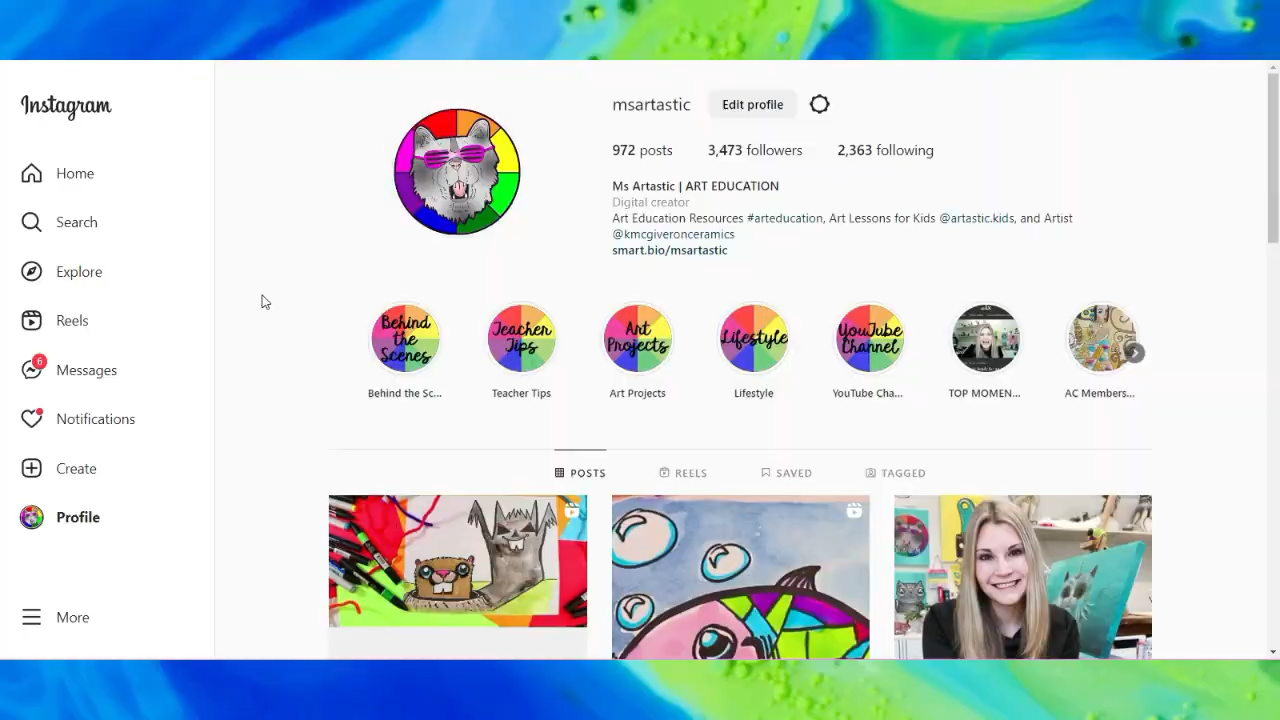 Instagram
Home
Search
Explore
Reels
6
Messages
Notifications
Create
Profile
More
msartastic Edit profile
972 posts 3,473 followers 2,363 following
Ms Artastic | ART EDUCATION
Digital creator
Art Education Resources #arteducation, Art Lessons for Kids @artastic.kids, and Artist
@kmcgiveronceramics
smart.bio/msartastic
Behind
the
Scenes
Teacher
Tips
Art
Projects
Lifestyle
YouTube
Channel
Behind the Sc... Teacher Tips Art Projects Lifestyle YouTube Cha... TOP MOMEN... AC Members...
POSTS REELS SAVED TAGGED